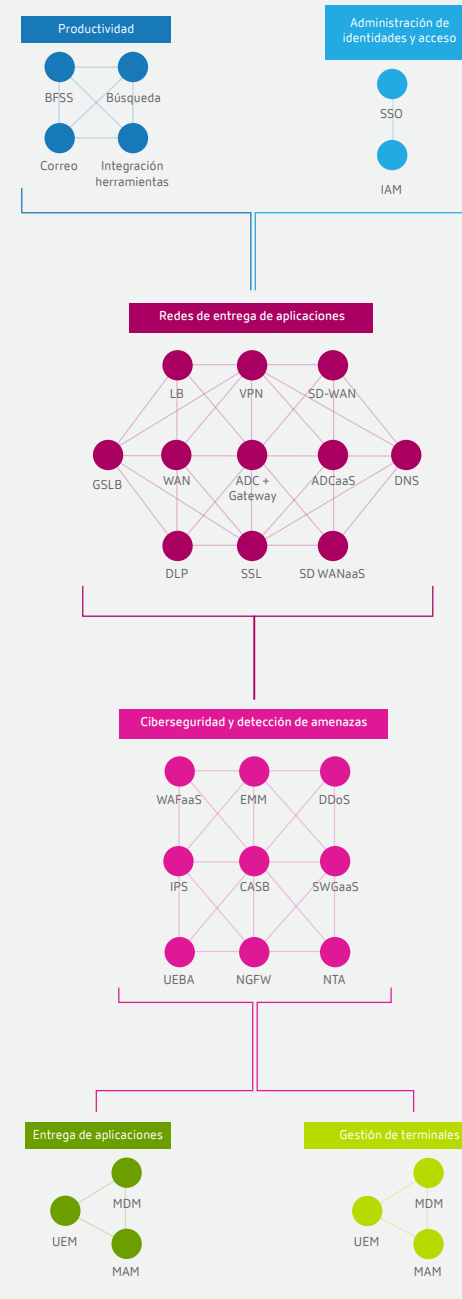 Productividad
BFSS
Búsqueda
Correo
Integración
herramientas
Administración de
identidades y acceso
SSO
IAM
Redes de entrega de aplicaciones
LB
VPN
SD-WAN
GSLB
WAN
ADC +
Gateway
ADCaaS
DNS
DLP
SSL
SD WANaaS
Ciberseguridad y detección de amenazas
WAFaaS
EMM
DDoS
IPS
CASB
SWGaaS
UEBA
NGFW
NTA
Entrega de aplicaciones
MDM
UEM
MAM
Gestión de terminales
MDM
UEM
MAM